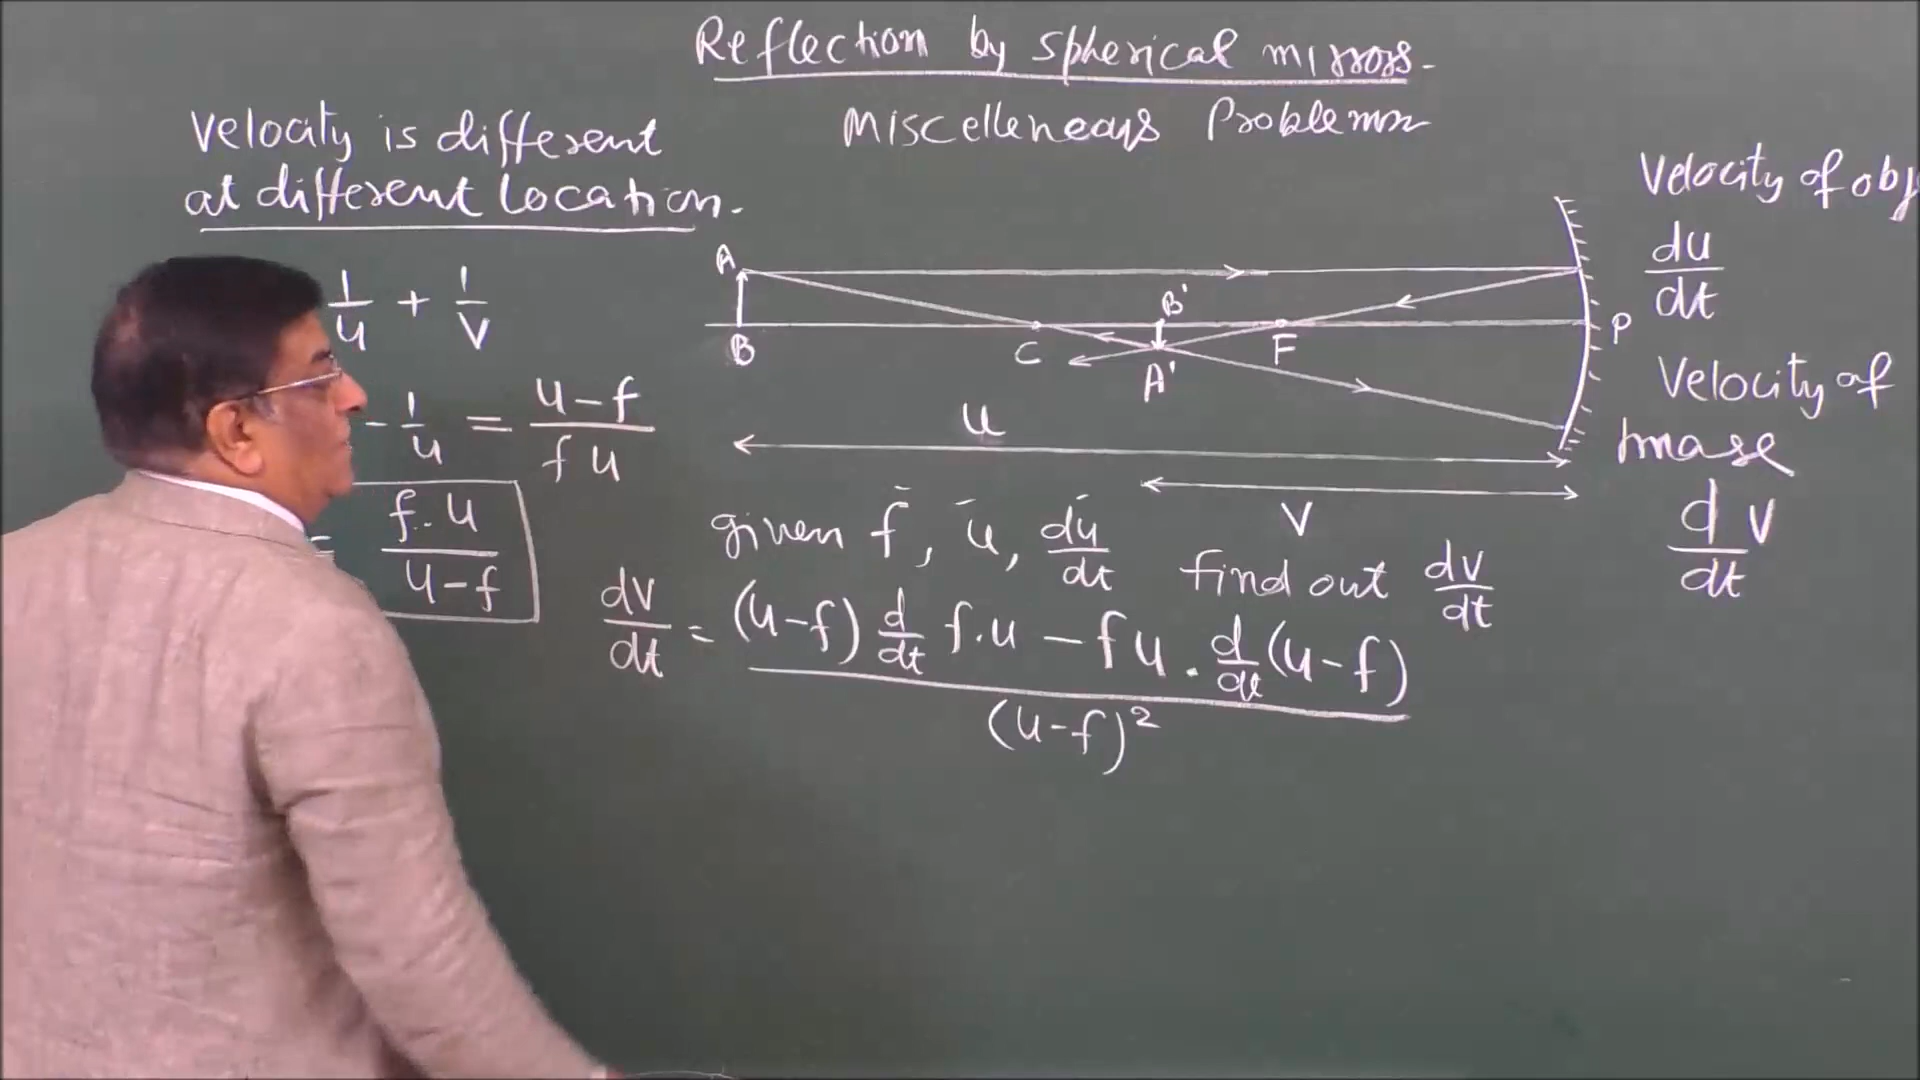 Reflection by spherical mirrors.
Miscelleneous Problems
Velocity is different
at different location.
1/u + 1/v
- 1/u = (u-f)/(f u)
= (f.u)/(u-f)
A
B
C
B'
A'
F
P
u
v
given f, u, du/dt find out dv/dt
dv/dt = ((u-f) d/dt f.u - fu . d/dt (u-f))/(u-f)²
Velocity of obj
du/dt
Velocity of
Image
dv/dt